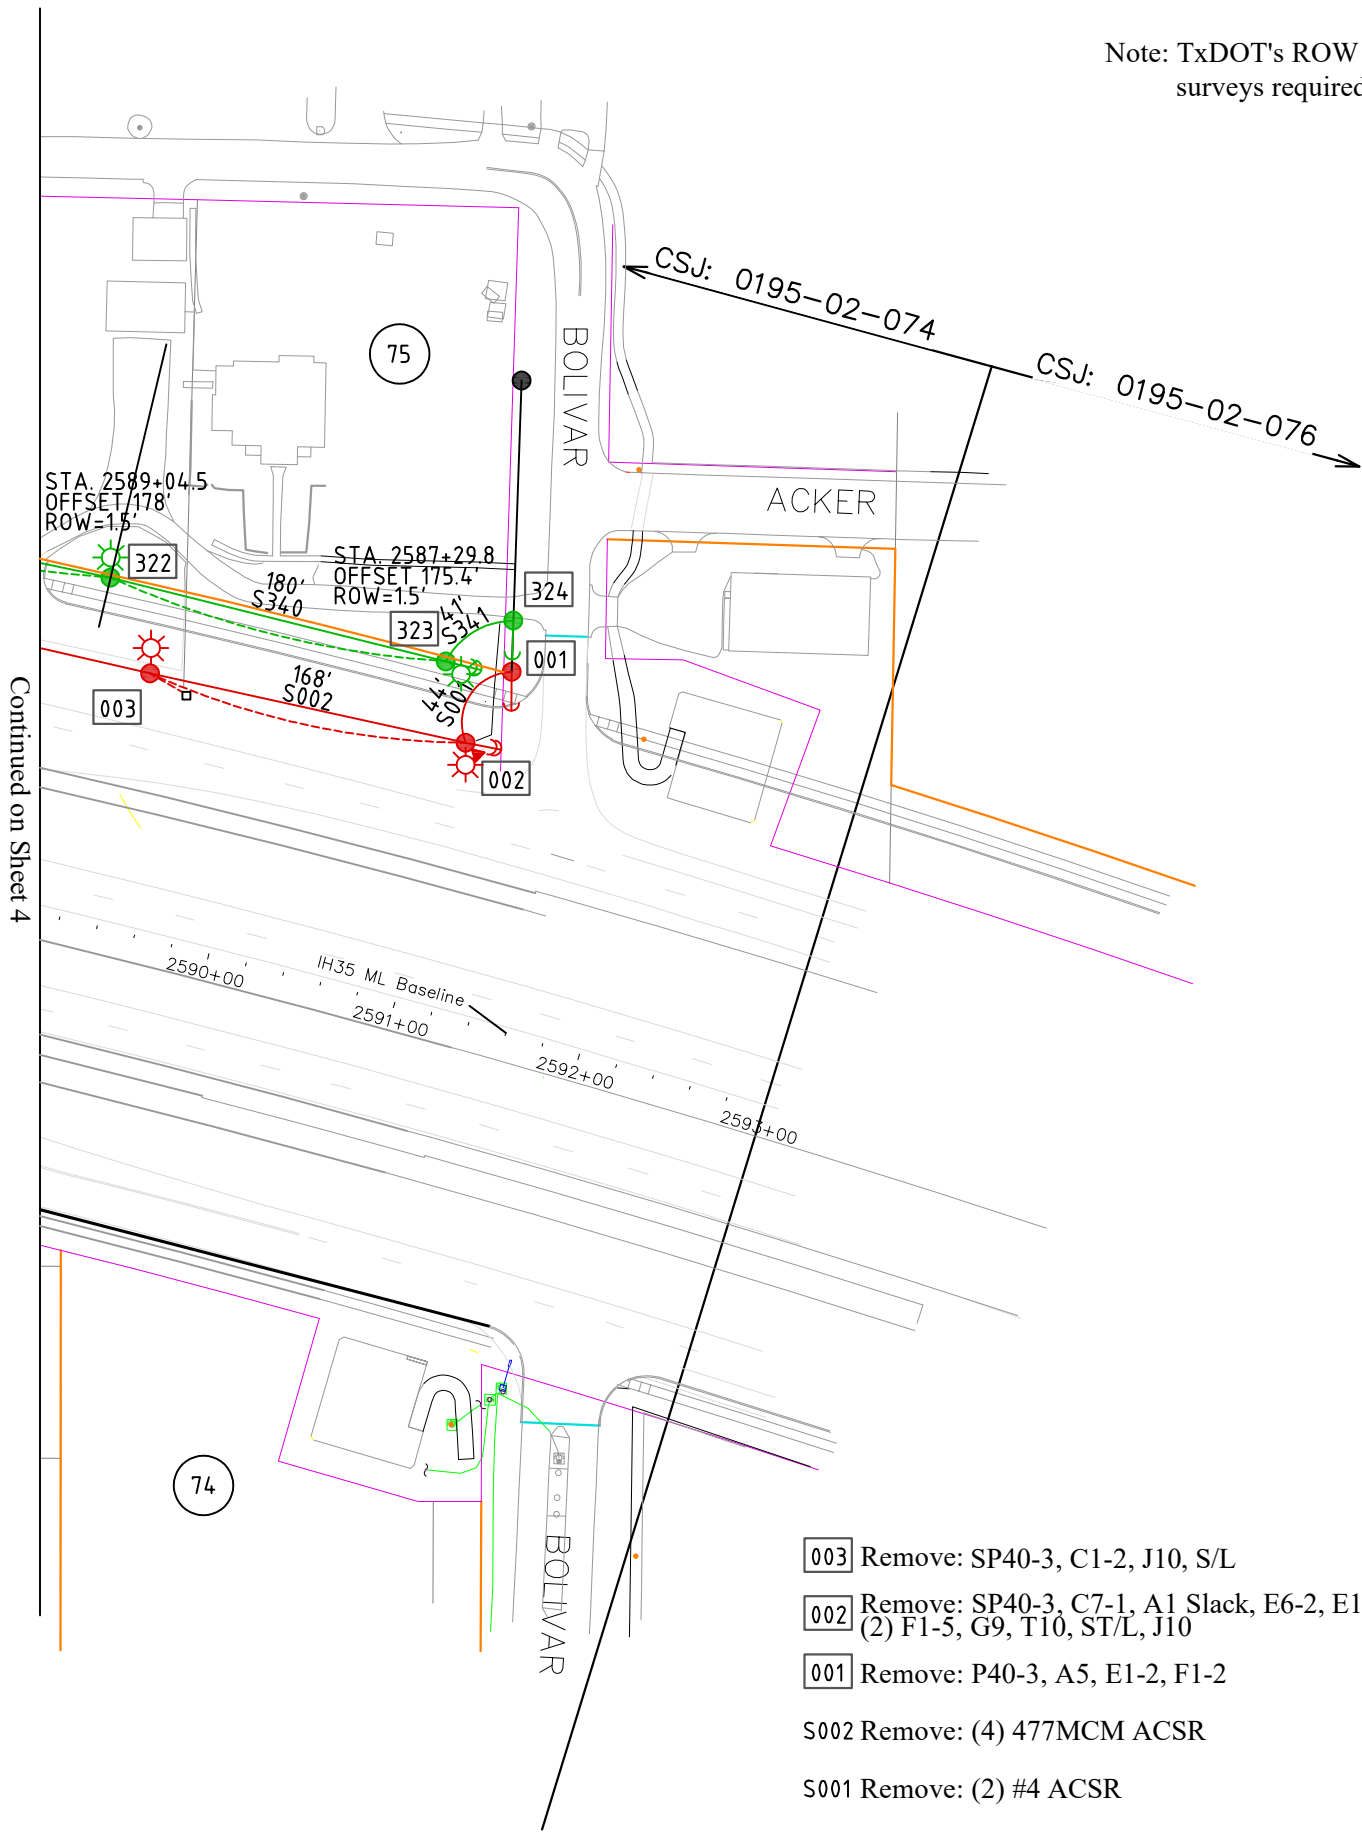 Note: TxDOT's ROW
surveys required
CSJ: 0195-02-074
CSJ: 0195-02-076
BOLIVAR
75
ACKER
STA. 2589+04.5
OFFSET 178'
ROW=1.5'
322
180'
S340
STA. 2587+29.8
OFFSET 175.4'
ROW=1.5'
324
323
41'
S341
001
168'
S002
44'
S001
003
002
Continued on Sheet 4
IH35 ML Baseline
2590+00
2591+00
2592+00
2593+00
74
BOLIVAR
003 Remove: SP40-3, C1-2, J10, S/L
002 Remove: SP40-3, C7-1, A1 Slack, E6-2, E1
(2) F1-5, G9, T10, ST/L, J10
001 Remove: P40-3, A5, E1-2, F1-2
S002 Remove: (4) 477MCM ACSR
S001 Remove: (2) #4 ACSR